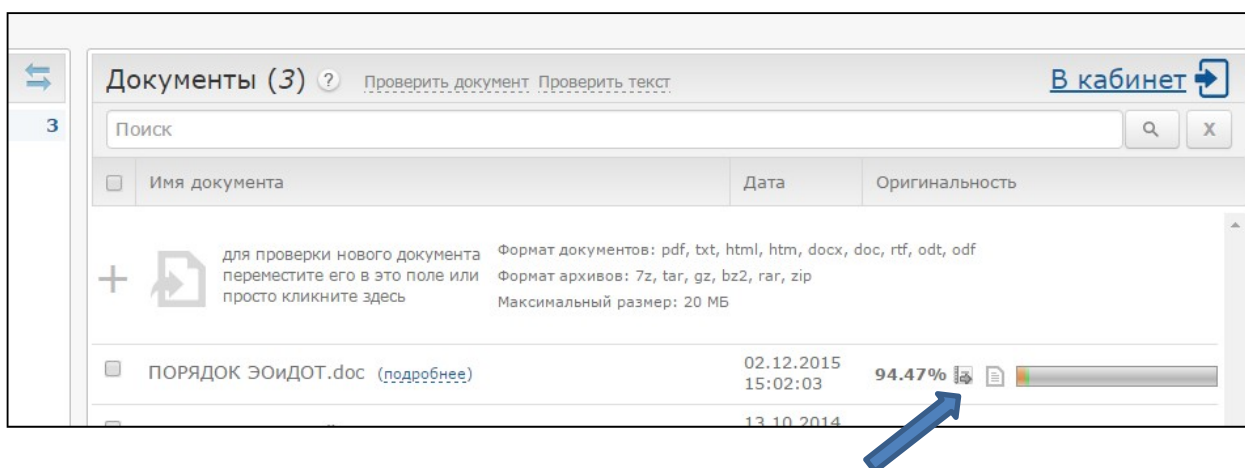 Документы (3) ? Проверить документ Проверить текст В кабинет
3
Поиск X
Имя документа Дата Оригинальность
для проверки нового документа
переместите его в это поле или
просто кликните здесь
Формат документов: pdf, txt, html, htm, docx, doc, rtf, odt, odf
Формат архивов: 7z, tar, gz, bz2, rar, zip
Максимальный размер: 20 МБ
ПОРЯДОК ЭОиДОТ.doc (подробнее) 02.12.2015
15:02:03 94.47%
13.10.2014